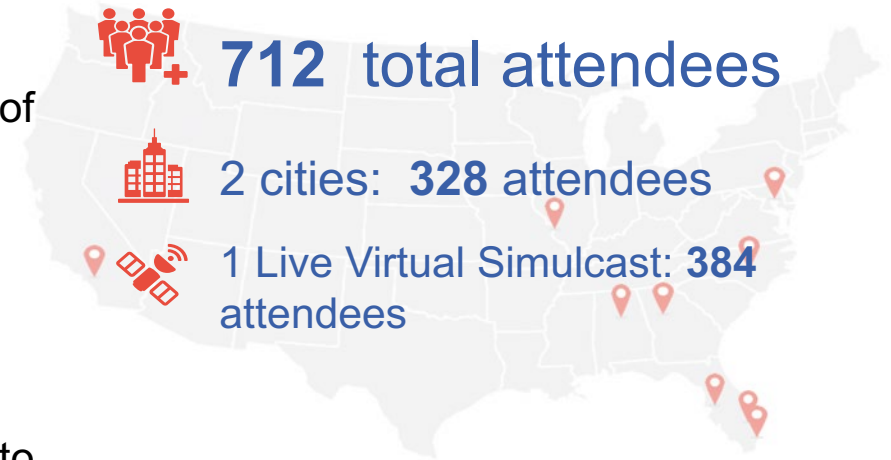 712 total attendees
of
2 cities: 328 attendees
1 Live Virtual Simulcast: 384
attendees
to